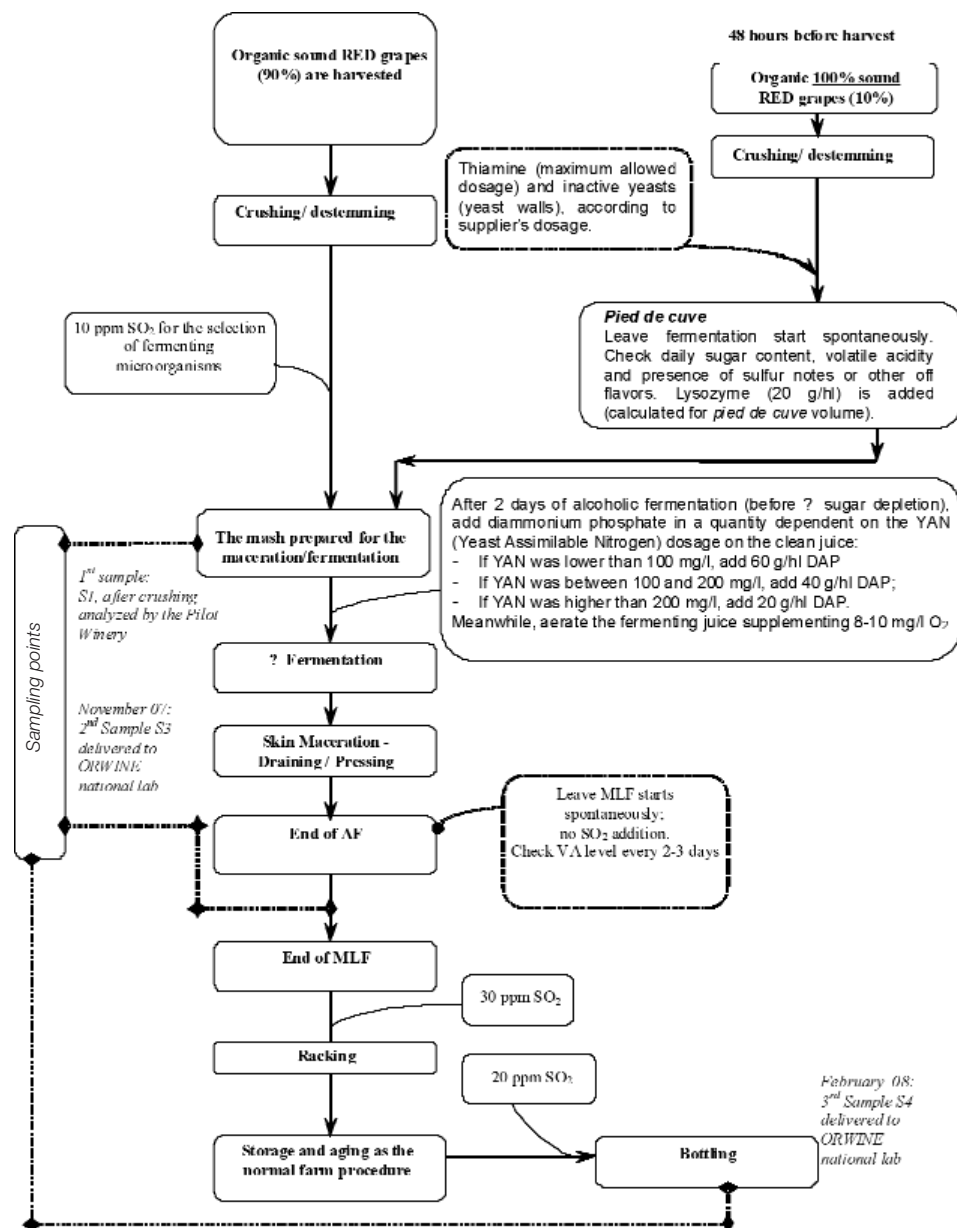 Organic sound RED grapes
(90%) are harvested
48 hours before harvest
Organic 100% sound
RED grapes (10%)
Crushing/ destemming
Thiamine (maximum allowed
dosage) and inactive yeasts
(yeast walls), according to
supplier's dosage.
Crushing/ destemming
10 ppm SO₂ for the selection
of fermenting
microorganisms
Pied de cuve
Leave fermentation start spontaneously.
Check daily sugar content, volatile acidity
and presence of sulfur notes or other off
flavors. Lysozyme (20 g/hl) is added
(calculated for pied de cuve volume).
After 2 days of alcoholic fermentation (before ? sugar depletion),
add diammonium phosphate in a quantity dependent on the YAN
(Yeast Assimilable Nitrogen) dosage on the clean juice:
- If YAN was lower than 100 mg/l, add 60 g/hl DAP
- If YAN was between 100 and 200 mg/l, add 40 g/hl DAP;
- If YAN was higher than 200 mg/l, add 20 g/hl DAP.
Meanwhile, aerate the fermenting juice supplementing 8-10 mg/l O₂
The mash prepared for the
maceration/fermentation
Sampling points
1st sample:
S1, after crushing
analyzed by the Pilot
Winery
? Fermentation
November 07:
2nd Sample S3
delivered to
ORWINE
national lab
Skin Maceration -
Draining / Pressing
Leave MLF starts
spontaneously;
no SO₂ addition.
Check VA level every 2-3 days
End of AF
End of MLF
30 ppm SO₂
Racking
20 ppm SO₂
February 08:
3rd Sample S4
delivered to
ORWINE
national lab
Storage and aging as the
normal farm procedure
Bottling